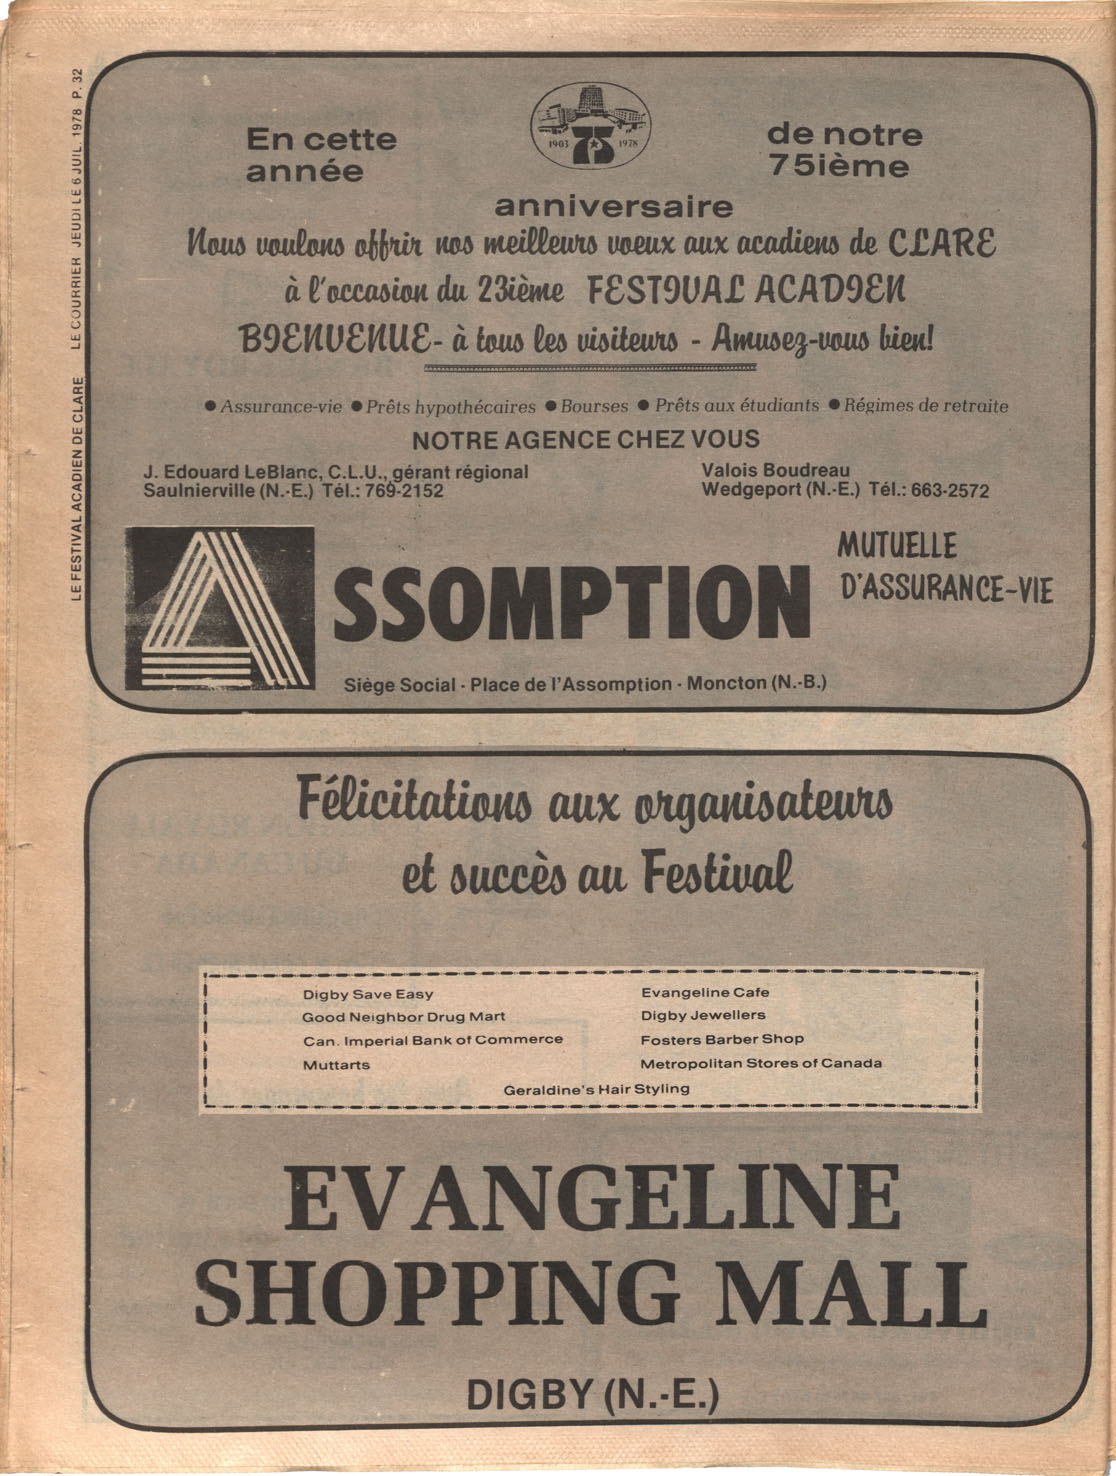 LE FESTIVAL ACADIEN DE CLARE LE COURRIER JEUDI LE 6 JUIL. 1978 P. 32
En cette
année
1903 75 1978
de notre
75ième
anniversaire
Nous voulons offrir nos meilleurs voeux aux acadiens de CLARE
à l'occasion du 23ième FESTIVAL ACADIEN
BIENVENUE- à tous les visiteurs - Amusez-vous bien!
● Assurance-vie ● Prêts hypothécaires ● Bourses ● Prêts aux étudiants ● Régimes de retraite
NOTRE AGENCE CHEZ VOUS
J. Edouard LeBlanc, C.L.U., gérant régional
Saulnierville (N.-E.) Tél.: 769-2152
Valois Boudreau
Wedgeport (N.-E.) Tél.: 663-2572
ASSOMPTION
MUTUELLE
D'ASSURANCE-VIE
Siège Social - Place de l'Assomption - Moncton (N.-B.)
Félicitations aux organisateurs
et succès au Festival
Digby Save Easy
Good Neighbor Drug Mart
Can. Imperial Bank of Commerce
Muttarts
Evangeline Cafe
Digby Jewellers
Fosters Barber Shop
Metropolitan Stores of Canada
Geraldine's Hair Styling
EVANGELINE
SHOPPING MALL
DIGBY (N.-E.)